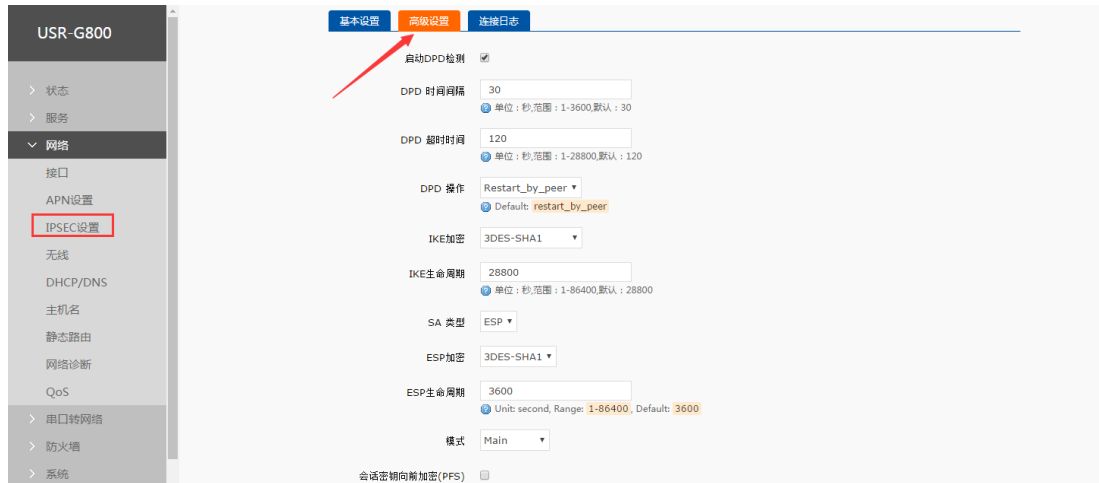 USR-G800
状态
服务
网络
接口
APN设置
IPSEC设置
无线
DHCP/DNS
主机名
静态路由
网络诊断
QoS
串口转网络
防火墙
系统
基本设置 高级设置 连接日志
启动DPD检测
DPD 时间间隔 30
单位：秒,范围：1-3600,默认：30
DPD 超时时间 120
单位：秒,范围：1-28800,默认：120
DPD 操作 Restart_by_peer
Default: restart_by_peer
IKE加密 3DES-SHA1
IKE生命周期 28800
单位：秒,范围：1-86400,默认：28800
SA 类型 ESP
ESP加密 3DES-SHA1
ESP生命周期 3600
Unit: second, Range: 1-86400, Default: 3600
模式 Main
会话密钥向前加密(PFS)